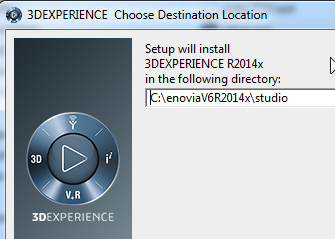 3DEXPERIENCE Choose Destination Location
Setup will install
3DEXPERIENCE R2014x
in the following directory:
C:\enoviaV6R2014x\studio
3D
i²
V,R
3DEXPERIENCE